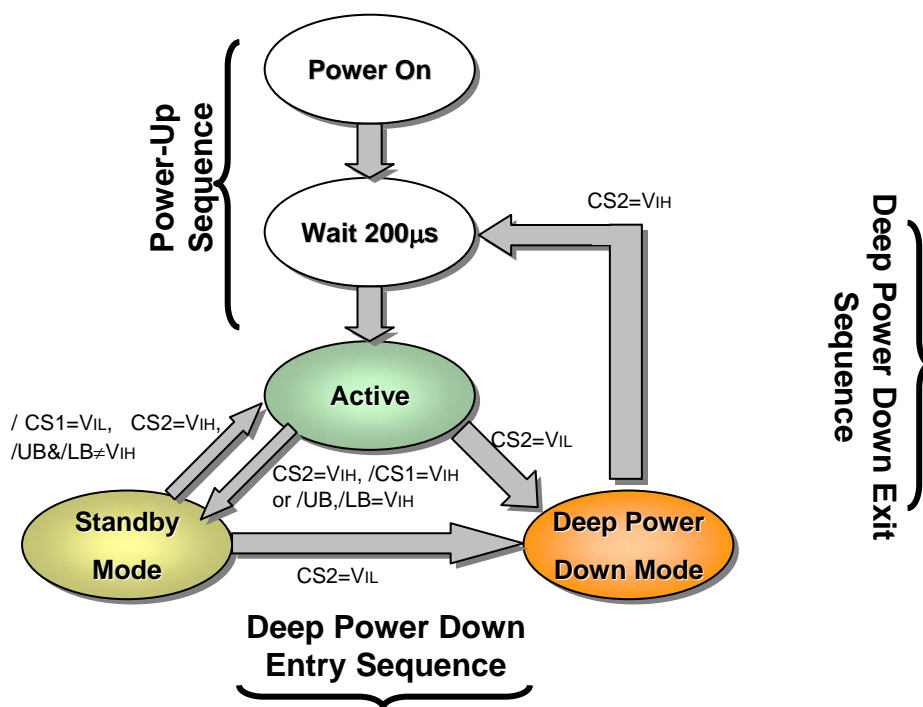 Power On
Power-Up
Sequence
Wait 200μs
CS2=VIH
Deep Power Down Exit
Sequence
Active
/ CS1=VIL, CS2=VIH,
/UB&/LB≠VIH
CS2=VIL
CS2=VIH, /CS1=VIH
or /UB,/LB=VIH
Standby
Mode
Deep Power
Down Mode
CS2=VIL
Deep Power Down
Entry Sequence